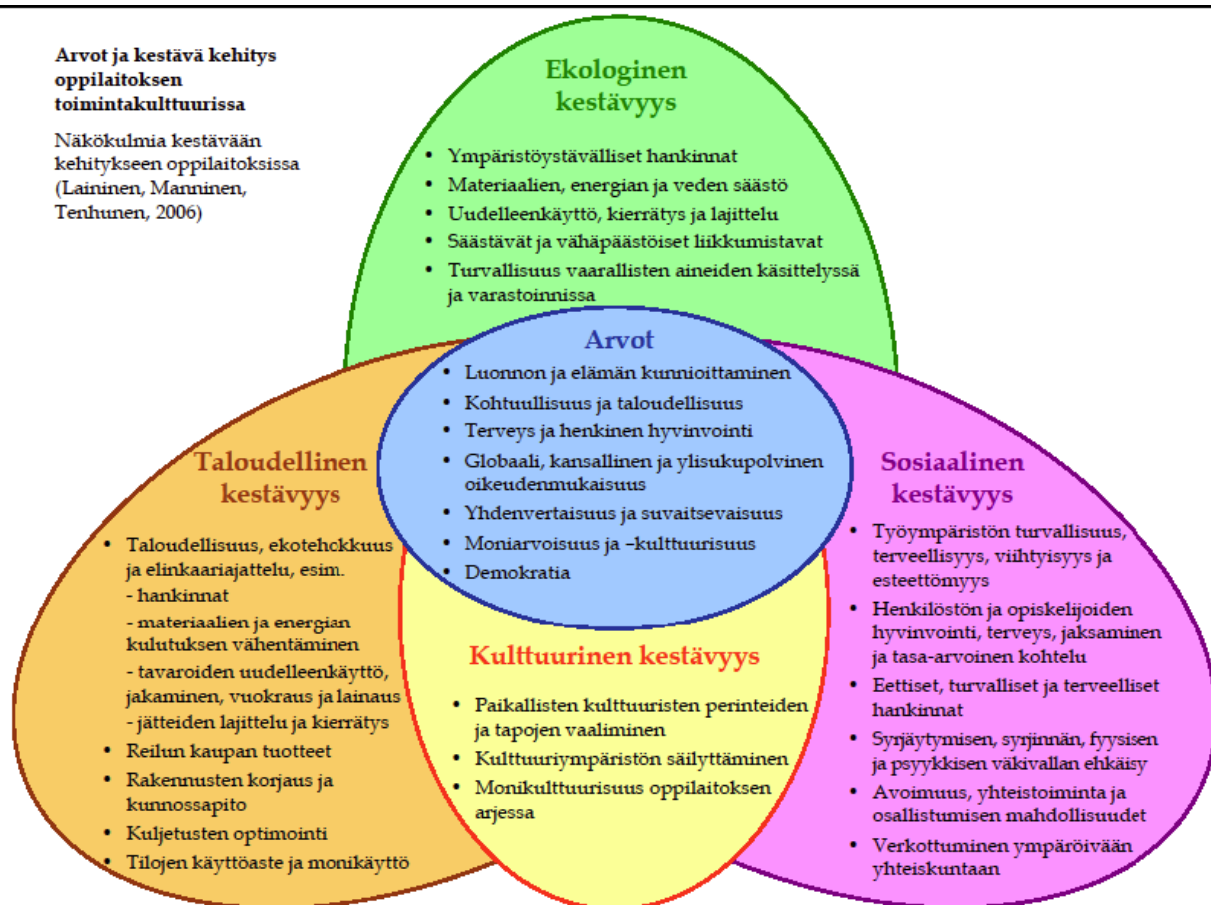 Arvot ja kestävä kehitys
oppilaitoksen
toimintakulttuurissa
Näkökulmia kestävään
kehitykseen oppilaitoksissa
(Laininen, Manninen,
Tenhunen, 2006)
Ekologinen
kestävyys
• Ympäristöystävälliset hankinnat
• Materiaalien, energian ja veden säästö
• Uudelleenkäyttö, kierrätys ja lajittelu
• Säästävät ja vähäpäästöiset liikkumistavat
• Turvallisuus vaarallisten aineiden käsittelyssä
ja varastoinnissa
Arvot
• Luonnon ja elämän kunnioittaminen
• Kohtuullisuus ja taloudellisuus
• Terveys ja henkinen hyvinvointi
• Globaali, kansallinen ja ylisukupolvinen
oikeudenmukaisuus
• Yhdenvertaisuus ja suvaitsevaisuus
• Moniarvoisuus ja –kulttuurisuus
• Demokratia
Taloudellinen
kestävyys
• Taloudellisuus, ekotehokkuus
ja elinkaariajattelu, esim.
- hankinnat
- materiaalien ja energian
kulutuksen vähentäminen
- tavaroiden uudelleenkäyttö,
jakaminen, vuokraus ja lainaus
- jätteiden lajittelu ja kierrätys
• Reilun kaupan tuotteet
• Rakennusten korjaus ja
kunnossapito
• Kuljetusten optimointi
• Tilojen käyttöaste ja monikäyttö
Kulttuurinen kestävyys
• Paikallisten kulttuuristen perinteiden
ja tapojen vaaliminen
• Kulttuuriympäristön säilyttäminen
• Monikulttuurisuus oppilaitoksen
arjessa
Sosiaalinen
kestävyys
• Työympäristön turvallisuus,
terveellisyys, viihtyisyys ja
esteettömyys
• Henkilöstön ja opiskelijoiden
hyvinvointi, terveys, jaksaminen
ja tasa-arvoinen kohtelu
• Eettiset, turvalliset ja terveelliset
hankinnat
• Syrjäytymisen, syrjinnän, fyysisen
ja psyykkisen väkivallan ehkäisy
• Avoimuus, yhteistoiminta ja
osallistumisen mahdollisuudet
• Verkottuminen ympäröivään
yhteiskuntaan